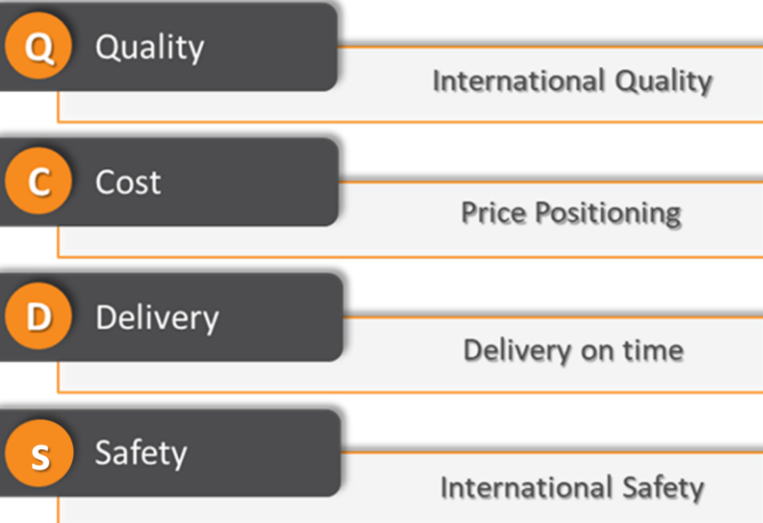 Q Quality
International Quality
C Cost
Price Positioning
D Delivery
Delivery on time
S Safety
International Safety